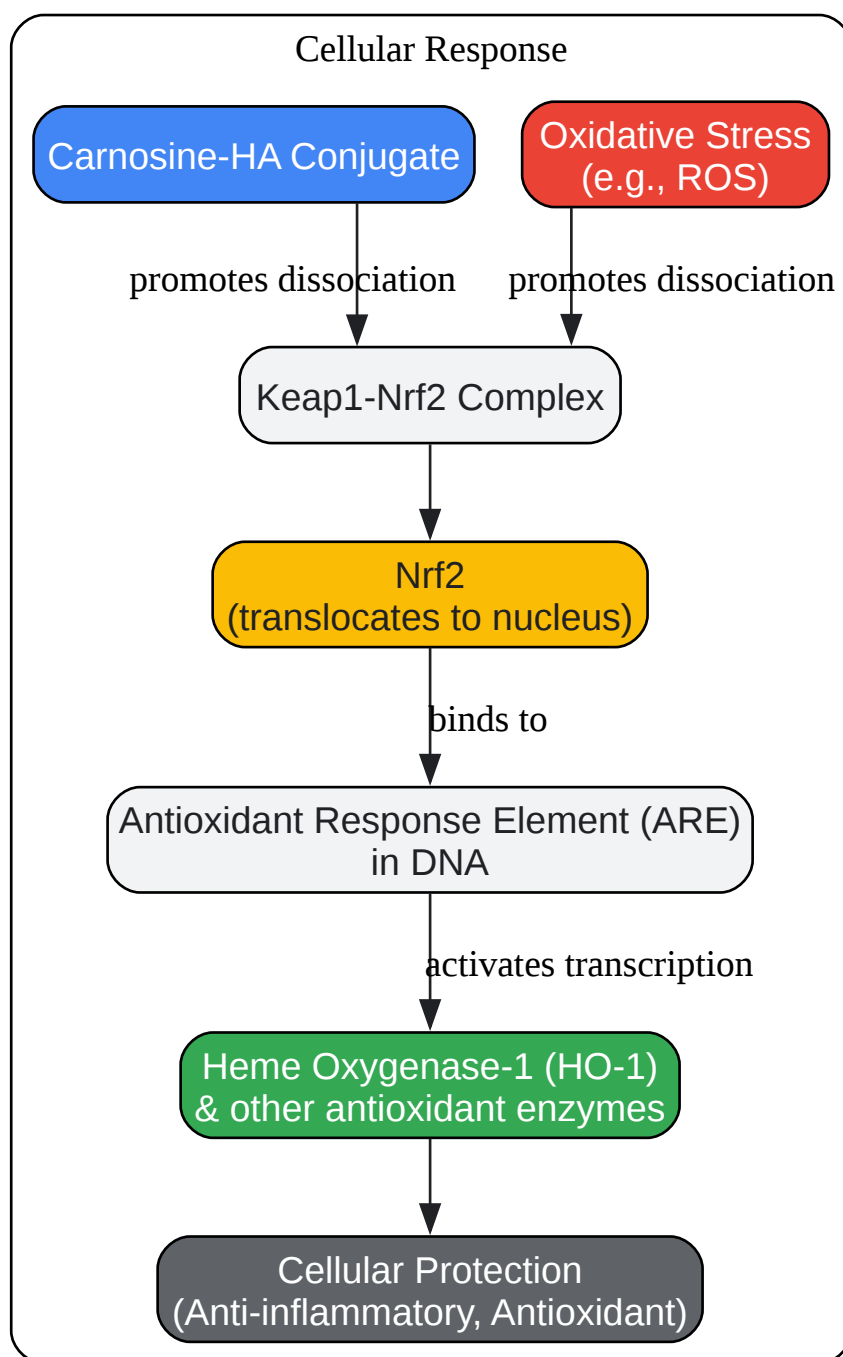 Cellular Response
Carnosine-HA Conjugate
Oxidative Stress
(e.g., ROS)
promotes dissociation
promotes dissociation
Keap1-Nrf2 Complex
Nrf2
(translocates to nucleus)
binds to
Antioxidant Response Element (ARE)
in DNA
activates transcription
Heme Oxygenase-1 (HO-1)
& other antioxidant enzymes
Cellular Protection
(Anti-inflammatory, Antioxidant)